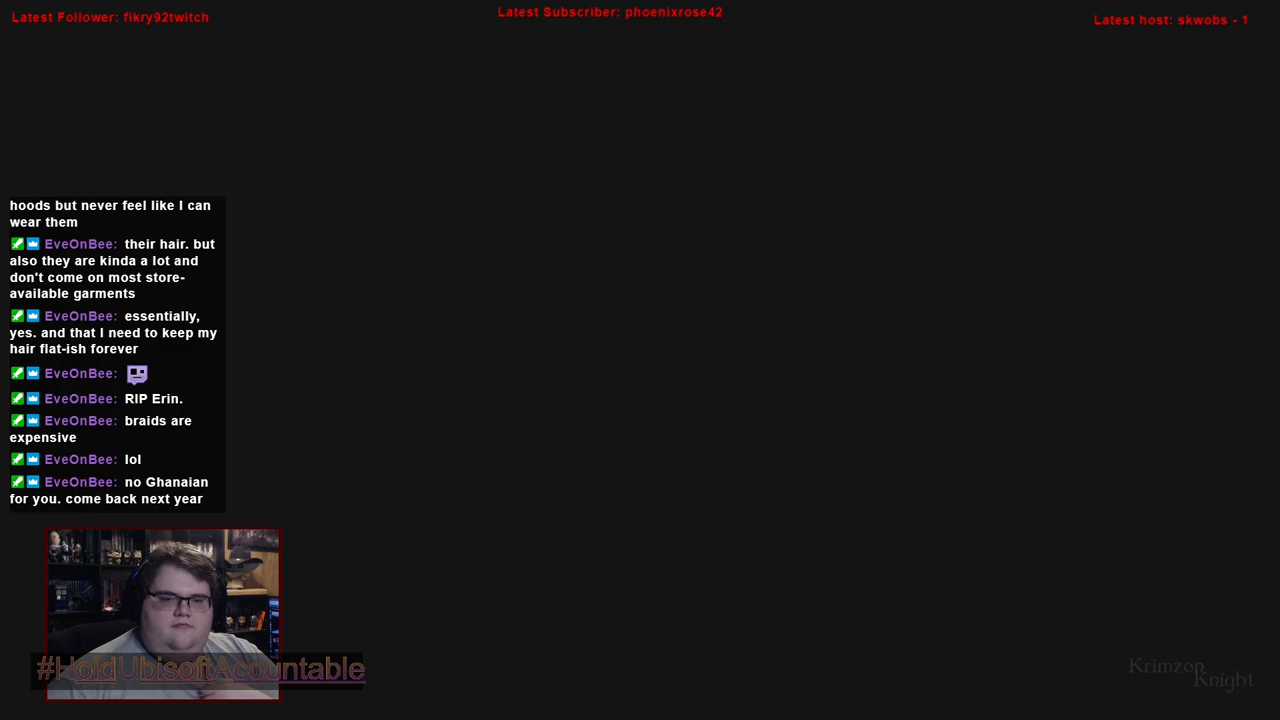 Latest Follower: fikry92twitch
Latest Subscriber: phoenixrose42
Latest host: skwobs - 1
hoods but never feel like I can
wear them
EveOnBee: their hair. but
also they are kinda a lot and
don't come on most store-
available garments
EveOnBee: essentially,
yes. and that I need to keep my
hair flat-ish forever
EveOnBee:
EveOnBee: RIP Erin.
EveOnBee: braids are
expensive
EveOnBee: lol
EveOnBee: no Ghanaian
for you. come back next year
#HoldUbisoftAcountable
Krimzon
Knight